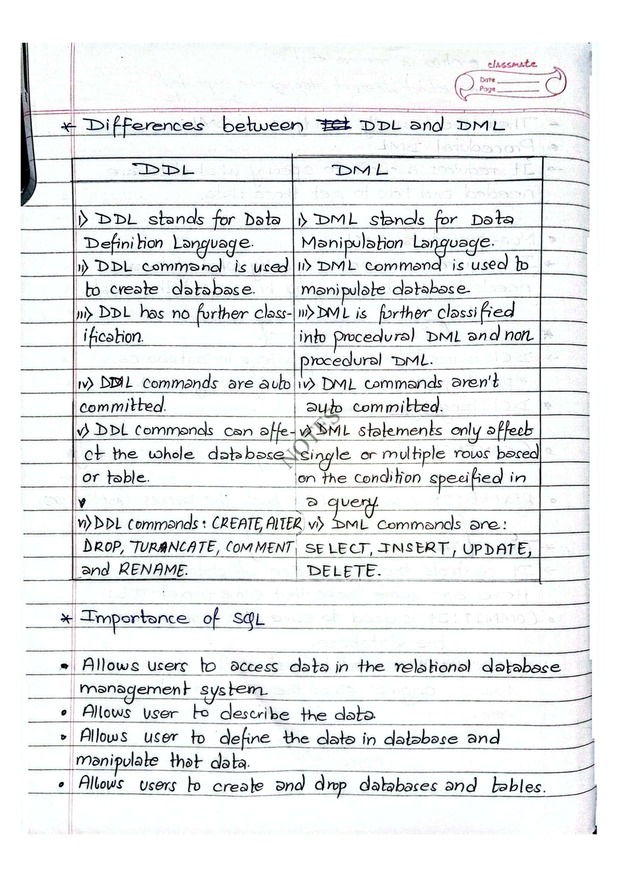 classmate
Date
Page
* Differences between DDL and DML
DDL
DML
i) DDL stands for Data
Definition Language.
ii) DDL command is used
to create database.
iii) DDL has no further class-
ification.
iv) DDL commands are auto
committed.
v) DDL commands can affe-
ct the whole database
or table.
vi) DDL commands: CREATE, ALTER
DROP, TURANCATE, COMMENT
and RENAME.
i) DML stands for Data
Manipulation Language.
ii) DML command is used to
manipulate database.
iii) DML is further classified
into procedural DML and non
procedural DML.
iv) DML commands aren't
auto committed.
v) DML statements only affect
single or multiple rows based
on the condition specified in
a query.
vi) DML commands are:
SELECT, INSERT, UPDATE,
DELETE.
NOTES
* Importance of SQL
• Allows users to access data in the relational database
management system
• Allows user to describe the data.
• Allows user to define the data in database and
manipulate that data.
• Allows users to create and drop databases and tables.